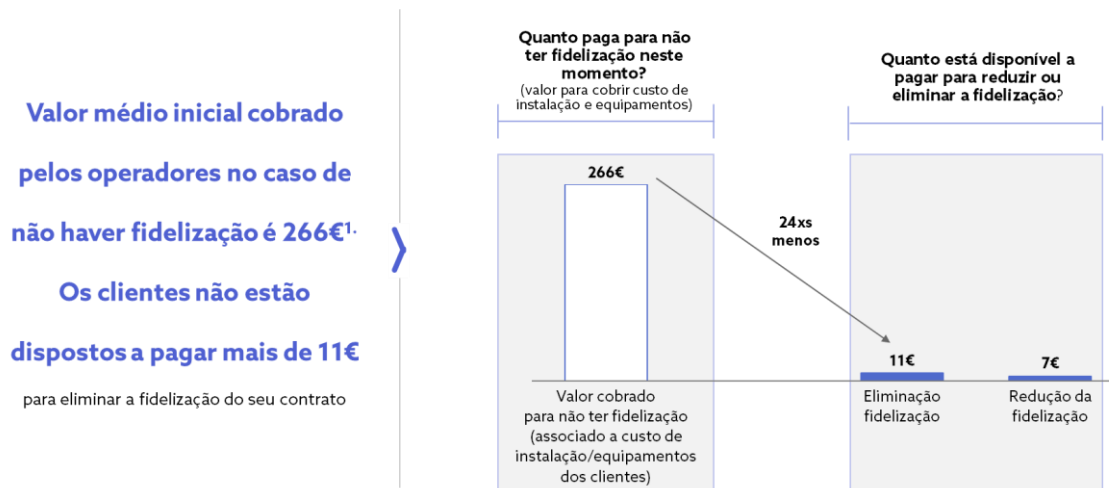 Valor médio inicial cobrado
pelos operadores no caso de
não haver fidelização é 266€¹.
Os clientes não estão
dispostos a pagar mais de 11€
para eliminar a fidelização do seu contrato
Quanto paga para não
ter fidelização neste
momento?
(valor para cobrir custo de
instalação e equipamentos)
266€
Valor cobrado
para não ter fidelização
(associado a custo de
instalação/equipamentos
dos clientes)
24xs
menos
Quanto está disponível a
pagar para reduzir ou
eliminar a fidelização?
11€
7€
Eliminação
fidelização
Redução da
fidelização